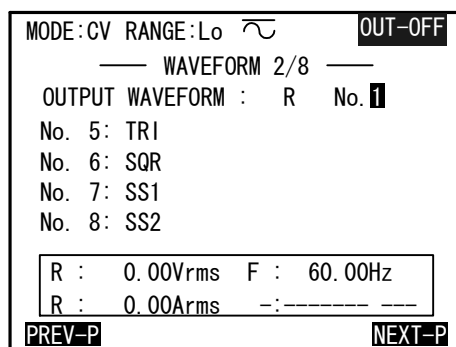 MODE:CV RANGE:Lo OUT-OFF
WAVEFORM 2/8
OUTPUT WAVEFORM : R No. 1
No. 5: TRI
No. 6: SQR
No. 7: SS1
No. 8: SS2
R : 0.00Vrms F : 60.00Hz
R : 0.00Arms -:------- ---
PREV-P NEXT-P